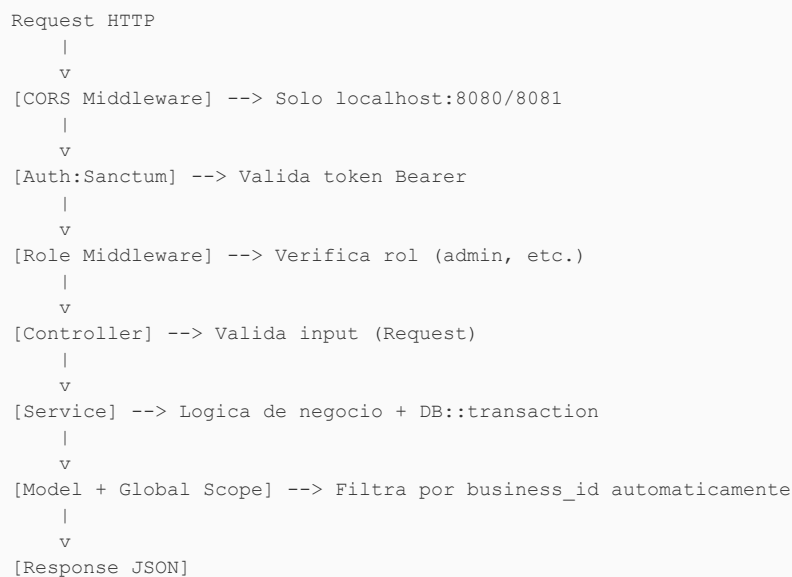 Request HTTP
|
v
[CORS Middleware] --> Solo localhost:8080/8081
|
v
[Auth:Sanctum] --> Valida token Bearer
|
v
[Role Middleware] --> Verifica rol (admin, etc.)
|
v
[Controller] --> Valida input (Request)
|
v
[Service] --> Logica de negocio + DB::transaction
|
v
[Model + Global Scope] --> Filtra por business_id automaticamente
|
v
[Response JSON]